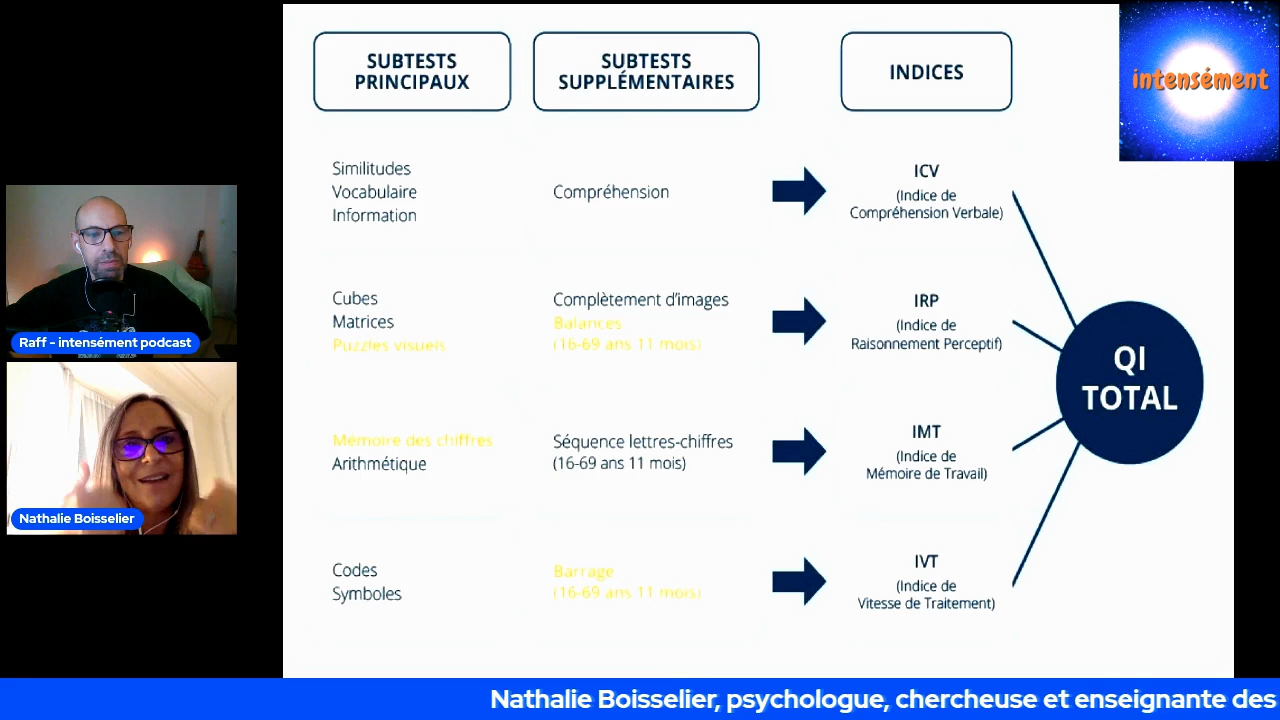 SUBTESTS
PRINCIPAUX
SUBTESTS
SUPPLÉMENTAIRES
INDICES
intensément
Similitudes
Vocabulaire
Information
Compréhension
ICV
(Indice de
Compréhension Verbale)
Cubes
Matrices
Puzzles visuels
Complètement d'images
Balances
(16-69 ans 11 mois)
IRP
(Indice de
Raisonnement Perceptif)
QI
TOTAL
Mémoire des chiffres
Arithmétique
Séquence lettres-chiffres
(16-69 ans 11 mois)
IMT
(Indice de
Mémoire de Travail)
Codes
Symboles
Barrage
(16-69 ans 11 mois)
IVT
(Indice de
Vitesse de Traitement)
Raff - intensément podcast
Nathalie Boisselier
Nathalie Boisselier, psychologue, chercheuse et enseignante des